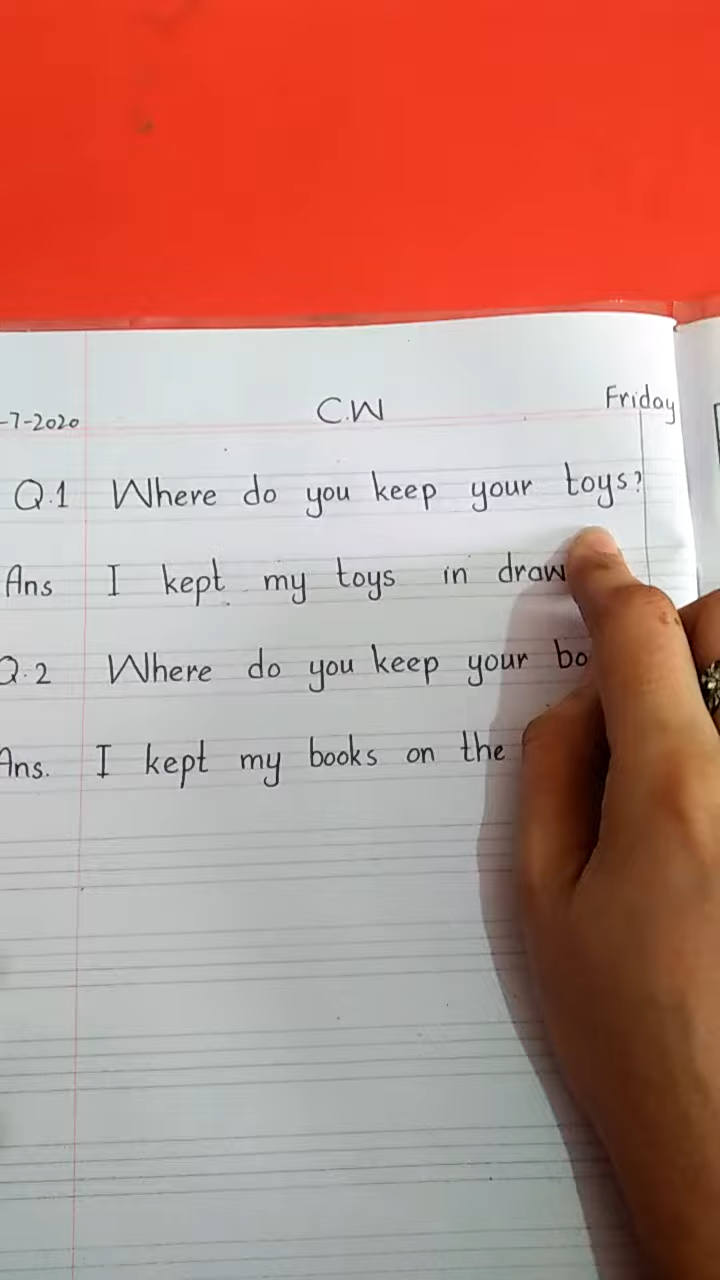 -7-2020 C.W Friday
Q.1 Where do you keep your toys?
Ans I kept my toys in draw
Q.2 Where do you keep your bo
Ans. I kept my books on the